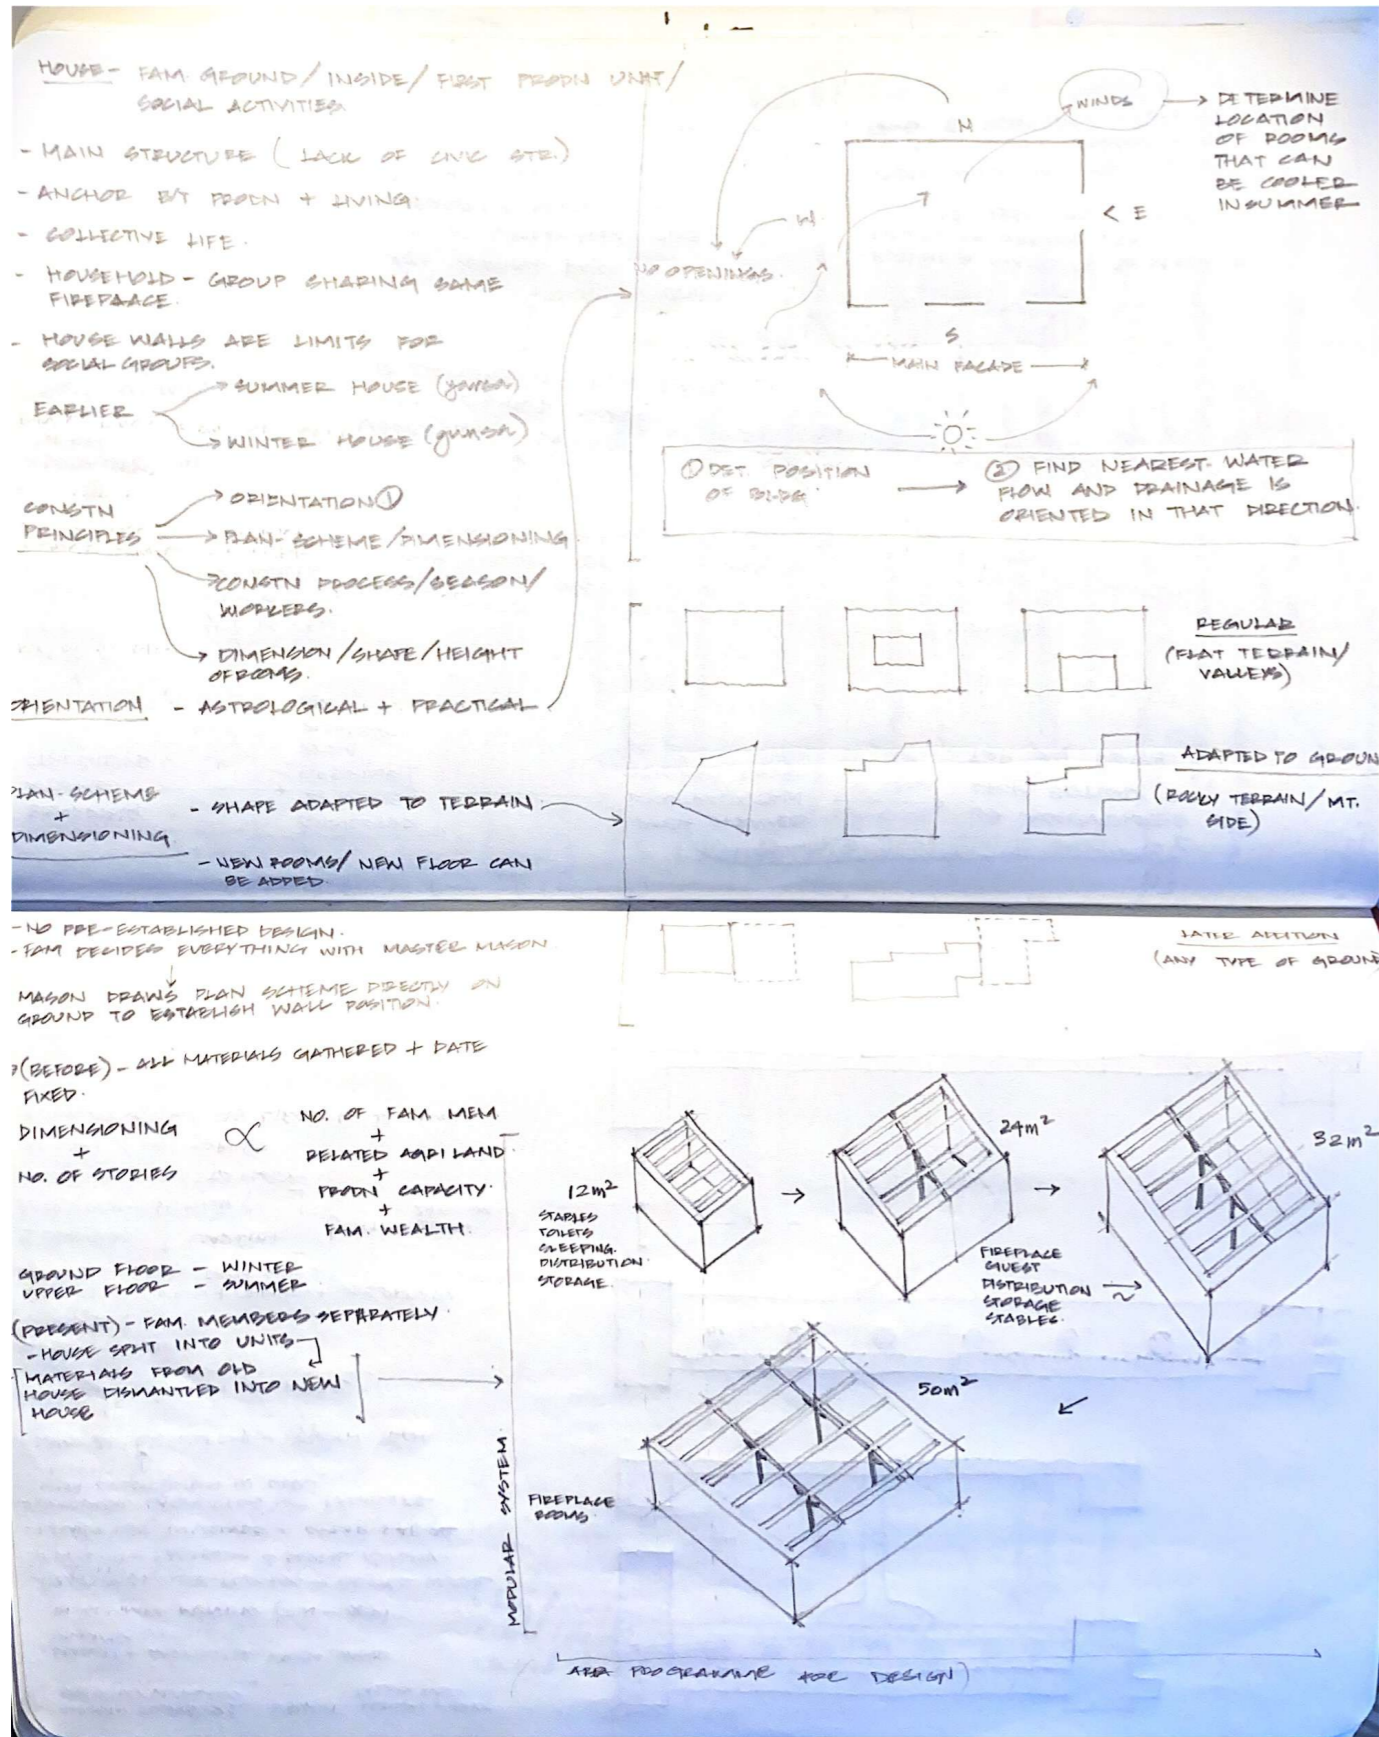 HOUSE - FAM. GROUND / INSIDE / FIRST PRODN UNIT /
SOCIAL ACTIVITIES.
- MAIN STRUCTURE ( LACK OF CIVIC STR.)
- ANCHOR B/T PRODN + LIVING
- COLLECTIVE LIFE.
- HOUSEHOLD - GROUP SHARING SAME
FIREPLACE.
- HOUSE WALLS ARE LIMITS FOR
SOCIAL GROUPS.
EARLIER
SUMMER HOUSE (yarsa)
WINTER HOUSE (gunsa)
CONSTN
PRINCIPLES
ORIENTATION ①
PLAN-SCHEME / DIMENSIONING
CONSTN PROCESS / SEASON /
WORKERS.
DIMENSION / SHAPE / HEIGHT
OF ROOMS.
ORIENTATION - ASTROLOGICAL + PRACTICAL
PLAN-SCHEME
+
DIMENSIONING
- SHAPE ADAPTED TO TERRAIN
- NEW ROOMS / NEW FLOOR CAN
BE ADDED.
WINDS
DETERMINE
LOCATION
OF ROOMS
THAT CAN
BE COOLER
IN SUMMER
N
< E
W
NO OPENINGS.
S
MAIN FACADE
① DET. POSITION
OF BLDG
② FIND NEAREST WATER
FLOW AND DRAINAGE IS
ORIENTED IN THAT DIRECTION.
REGULAR
(FLAT TERRAIN/
VALLEYS)
ADAPTED TO GROUN
(ROCKY TERRAIN / MT.
SIDE)
- NO PRE-ESTABLISHED DESIGN.
- FAM DECIDES EVERYTHING WITH MASTER MASON
MASON DRAWS PLAN SCHEME DIRECTLY ON
GROUND TO ESTABLISH WALL POSITION.
(BEFORE) - ALL MATERIALS GATHERED + DATE
FIXED.
DIMENSIONING
+
NO. OF STORIES
∝
NO. OF FAM. MEM
+
RELATED AGRI LAND
+
PRODN CAPACITY.
+
FAM. WEALTH.
GROUND FLOOR - WINTER
UPPER FLOOR - SUMMER
(PRESENT) - FAM. MEMBERS SEPARATELY.
- HOUSE SPLIT INTO UNITS
MATERIALS FROM OLD
HOUSE DISMANTLED INTO NEW
HOUSE
LATER ADDITION
(ANY TYPE OF GROUND
MODULAR SYSTEM.
12m²
STABLES
TOILETS
SLEEPING.
DISTRIBUTION
STORAGE.
24m²
FIREPLACE
GUEST
DISTRIBUTION
STORAGE
STABLES.
32m²
50m²
FIREPLACE
ROOMS
PROGRAMME FOR DESIGN)